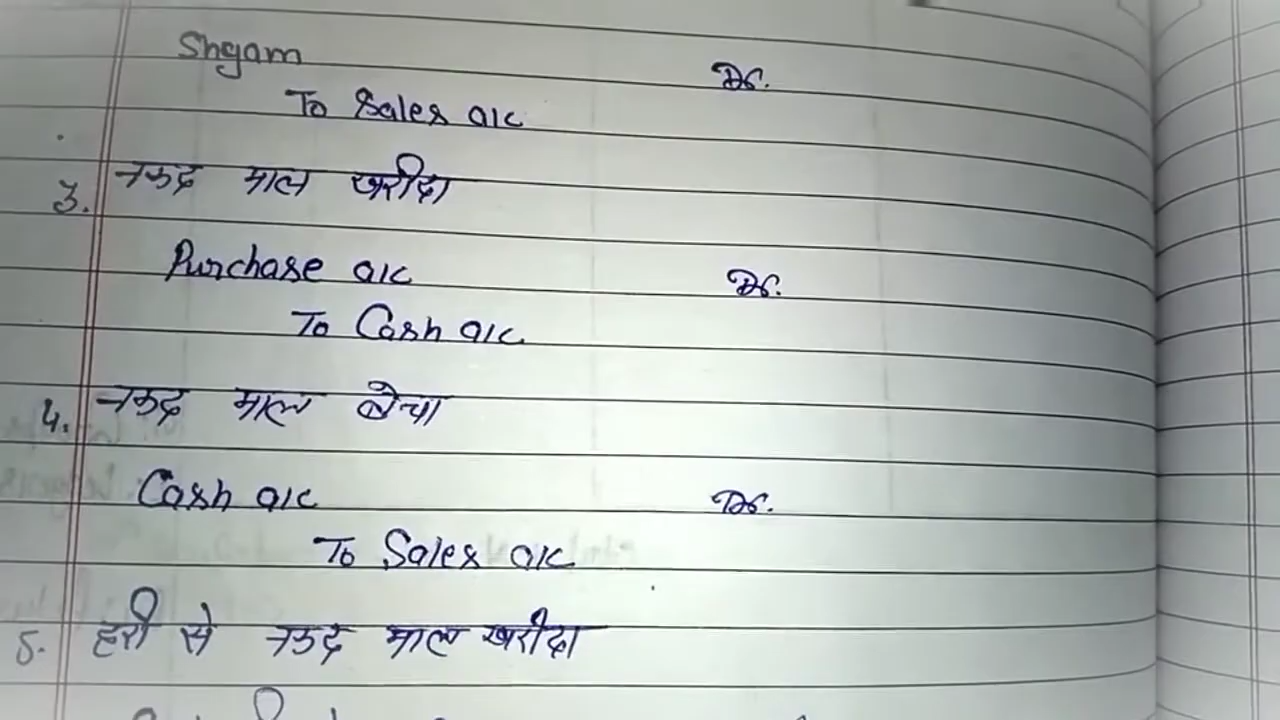 Shyam Dr.
To Sales a/c
3. नकद माल खरीदा
Purchase a/c Dr.
To Cash a/c
4. नकद माल बेचा
Cash a/c Dr.
To Sales a/c
5. हरी से नकद माल खरीदा